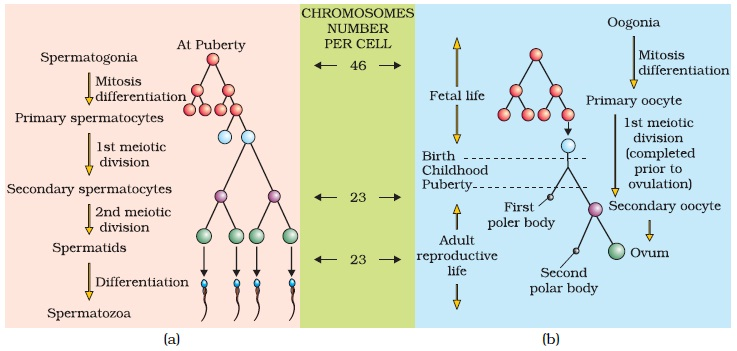 At Puberty
Spermatogonia
Mitosis
differentiation
Primary spermatocytes
1st meiotic
division
Secondary spermatocytes
2nd meiotic
division
Spermatids
Differentiation
Spermatozoa
(a)
CHROMOSOMES
NUMBER
PER CELL
46
23
23
Fetal life
Birth
Childhood
Puberty
Adult
reproductive
life
First
poler body
Second
polar body
Oogonia
Mitosis
differentiation
Primary oocyte
1st meiotic
division
(completed
prior to
ovulation)
Secondary oocyte
Ovum
(b)